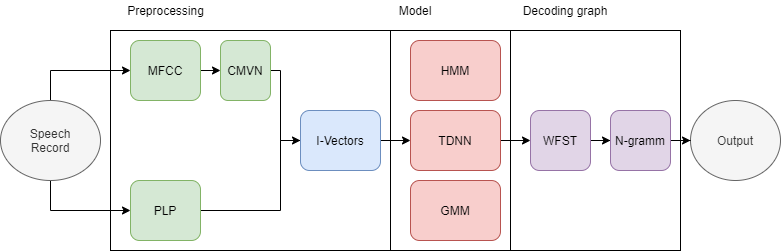 Preprocessing
Model
Decoding graph
MFCC
CMVN
HMM
Speech
Record
I-Vectors
TDNN
WFST
N-gramm
Output
PLP
GMM